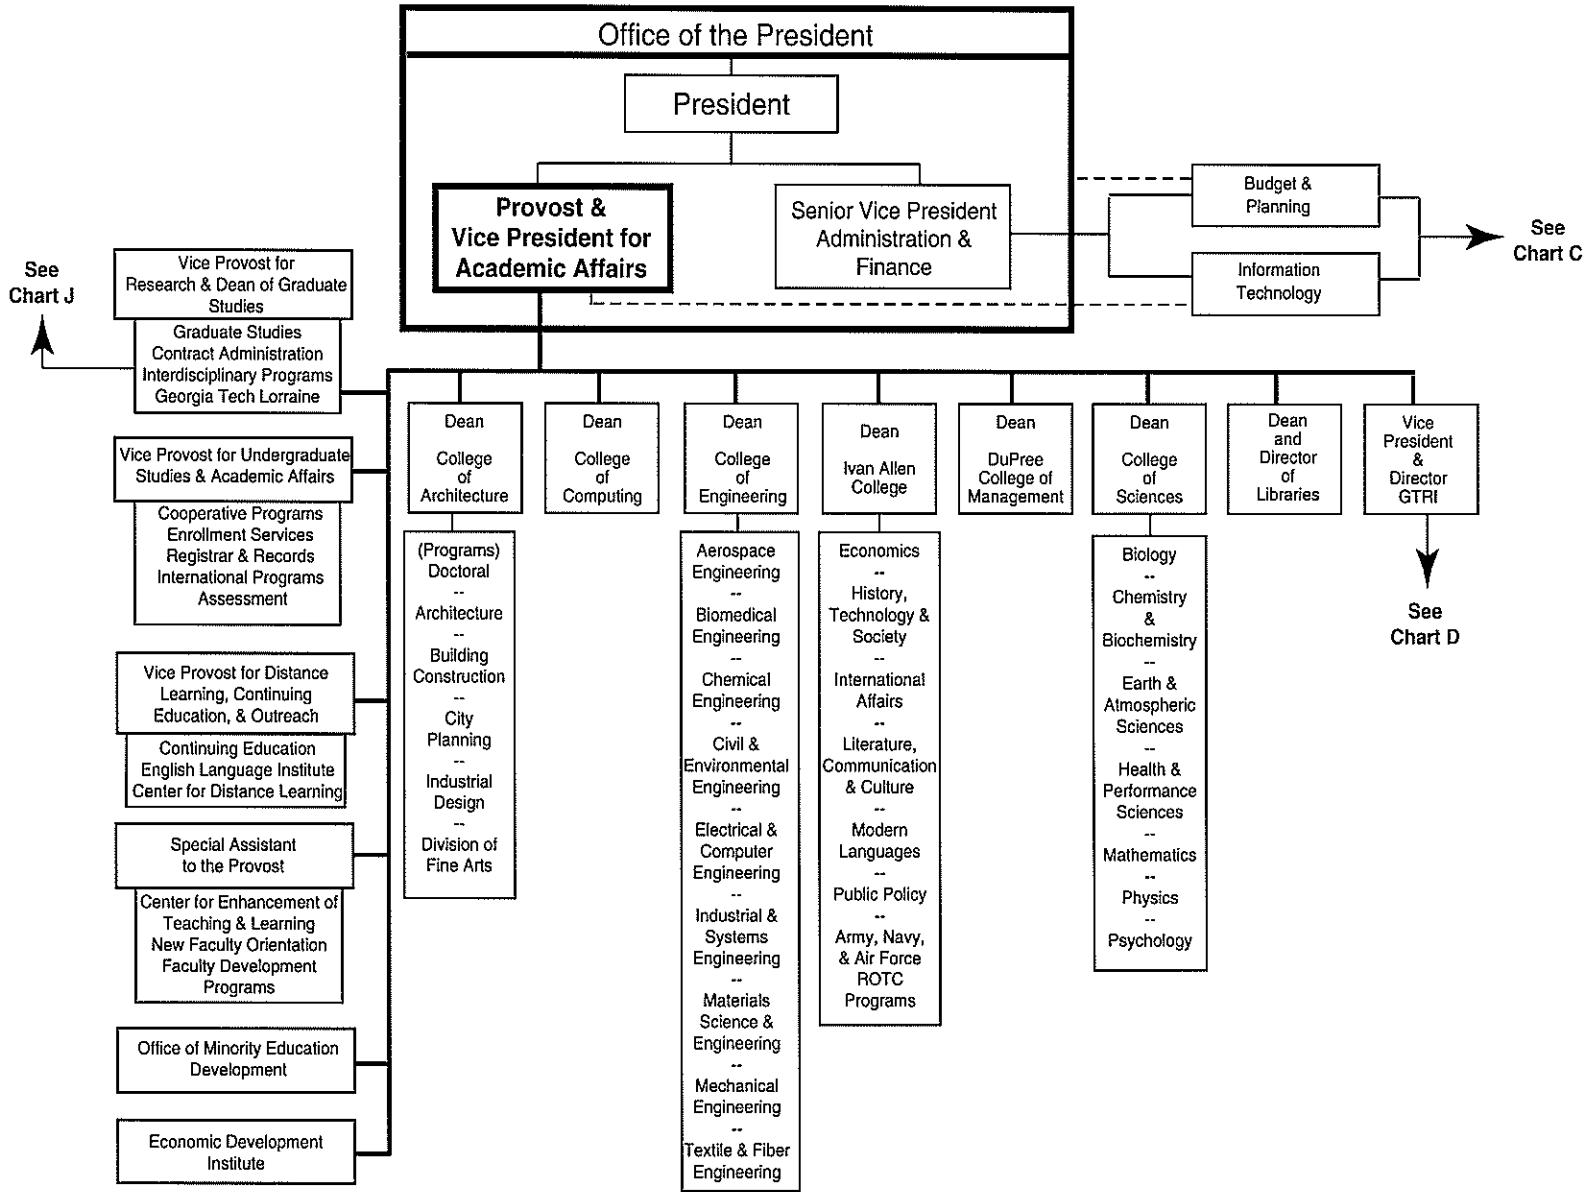 Office of the President
President
Provost &
Vice President for
Academic Affairs
Senior Vice President
Administration &
Finance
Budget &
Planning
Information
Technology
See
Chart C
See
Chart J
Vice Provost for
Research & Dean of Graduate
Studies
Graduate Studies
Contract Administration
Interdisciplinary Programs
Georgia Tech Lorraine
Vice Provost for Undergraduate
Studies & Academic Affairs
Cooperative Programs
Enrollment Services
Registrar & Records
International Programs
Assessment
Vice Provost for Distance
Learning, Continuing
Education, & Outreach
Continuing Education
English Language Institute
Center for Distance Learning
Special Assistant
to the Provost
Center for Enhancement of
Teaching & Learning
New Faculty Orientation
Faculty Development
Programs
Office of Minority Education
Development
Economic Development
Institute
Dean
College
of
Architecture
(Programs)
Doctoral
--
Architecture
--
Building
Construction
--
City
Planning
--
Industrial
Design
--
Division of
Fine Arts
Dean
College
of
Computing
Dean
College
of
Engineering
Aerospace
Engineering
--
Biomedical
Engineering
--
Chemical
Engineering
--
Civil &
Environmental
Engineering
--
Electrical &
Computer
Engineering
--
Industrial &
Systems
Engineering
--
Materials
Science &
Engineering
--
Mechanical
Engineering
--
Textile & Fiber
Engineering
Dean
Ivan Allen
College
Economics
--
History,
Technology &
Society
--
International
Affairs
--
Literature,
Communication
& Culture
--
Modern
Languages
--
Public Policy
--
Army, Navy,
& Air Force
ROTC
Programs
Dean
DuPree
College of
Management
Dean
College
of
Sciences
Biology
--
Chemistry
&
Biochemistry
--
Earth &
Atmospheric
Sciences
--
Health &
Performance
Sciences
--
Mathematics
--
Physics
--
Psychology
Dean
and
Director
of
Libraries
Vice
President
&
Director
GTRI
See
Chart D